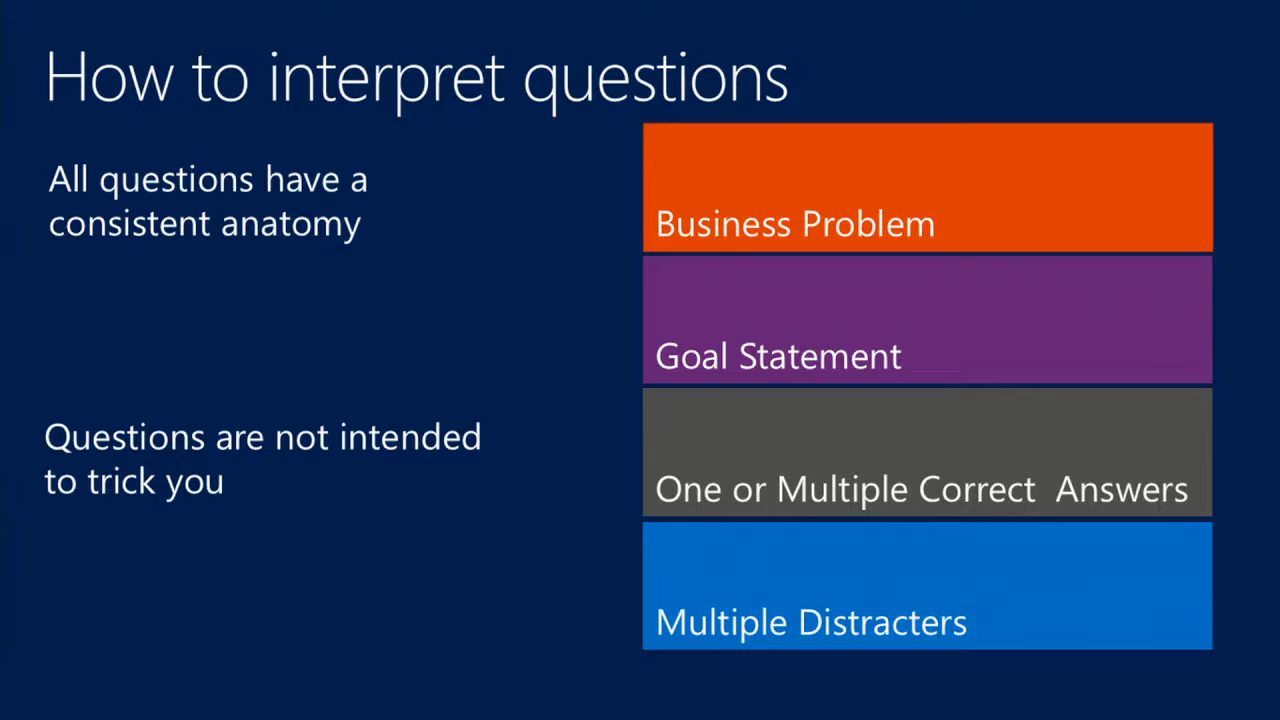 How to interpret questions
All questions have a
consistent anatomy
Questions are not intended
to trick you
Business Problem
Goal Statement
One or Multiple Correct  Answers
Multiple Distracters